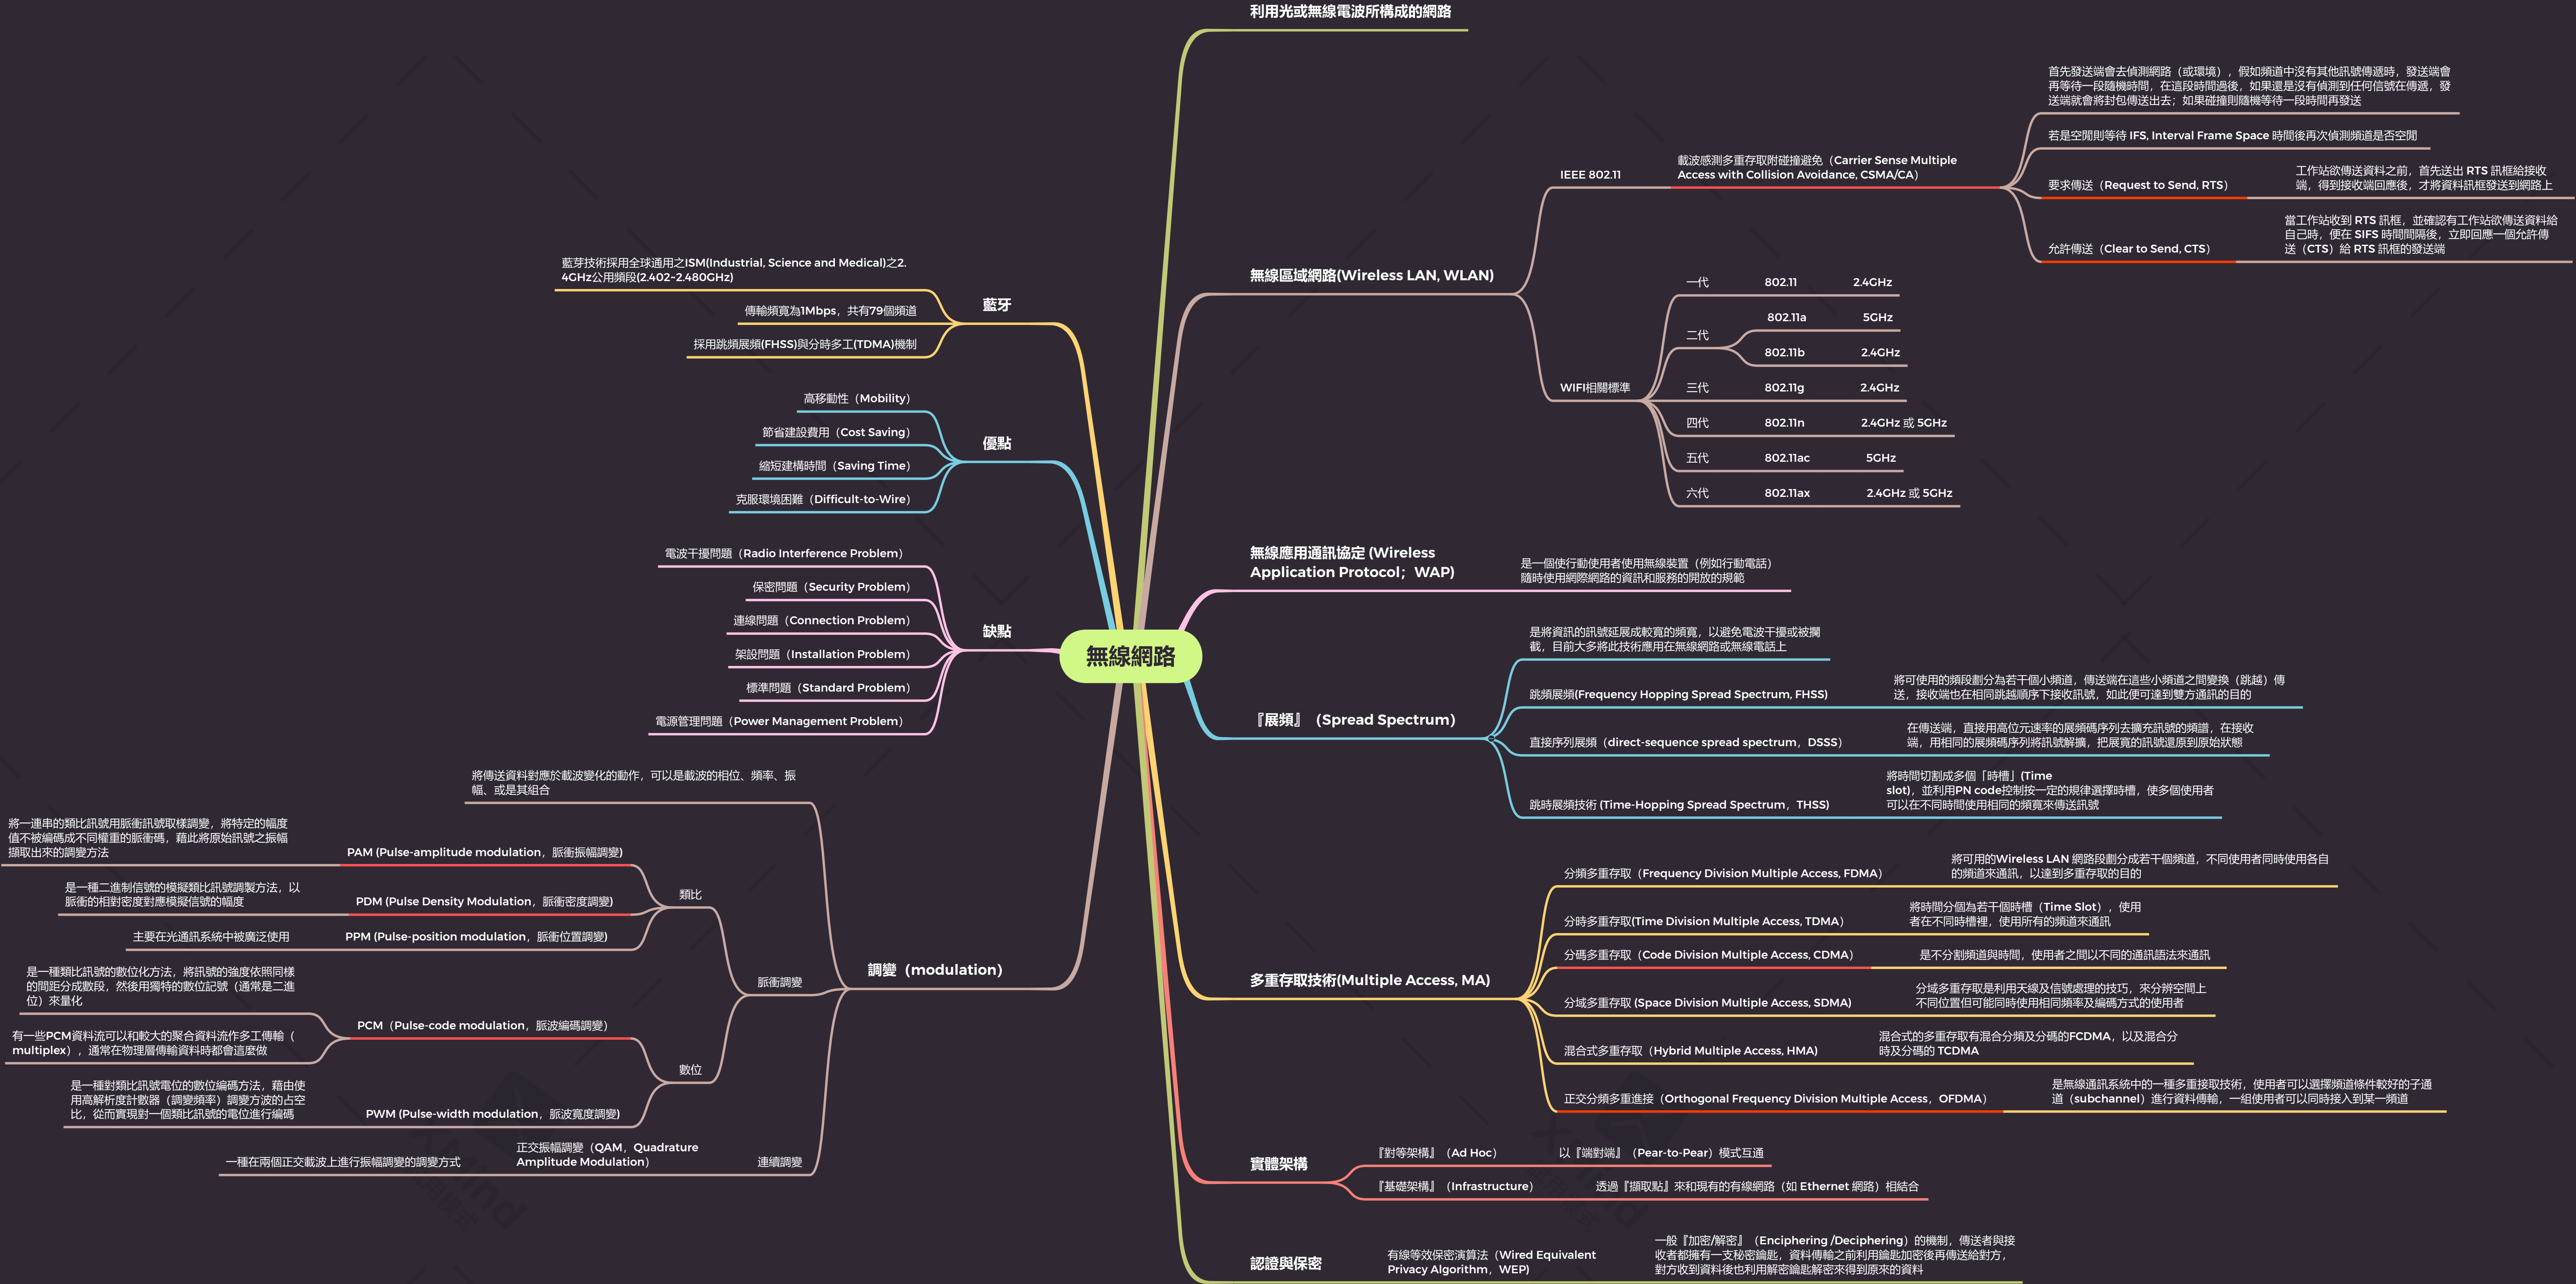 無線網路
利用光或無線電波所構成的網路
無線區域網路(Wireless LAN, WLAN)
IEEE 802.11
載波感測多重存取附碰撞避免（Carrier Sense Multiple
Access with Collision Avoidance, CSMA/CA）
首先發送端會去偵測網路（或環境），假如頻道中沒有其他訊號傳遞時，發送端會
再等待一段隨機時間，在這段時間過後，如果還是沒有偵測到任何信號在傳遞，發
送端就會將封包傳送出去；如果碰撞則隨機等待一段時間再發送
若是空閒則等待 IFS, Interval Frame Space 時間後再次偵測頻道是否空閒
要求傳送（Request to Send, RTS）
工作站欲傳送資料之前，首先送出 RTS 訊框給接收
端，得到接收端回應後，才將資料訊框發送到網路上
允許傳送（Clear to Send, CTS）
當工作站收到 RTS 訊框，並確認有工作站欲傳送資料給
自己時，便在 SIFS 時間間隔後，立即回應一個允許傳
送（CTS）給 RTS 訊框的發送端
WIFI相關標準
一代 802.11 2.4GHz
二代
802.11a 5GHz
802.11b 2.4GHz
三代 802.11g 2.4GHz
四代 802.11n 2.4GHz 或 5GHz
五代 802.11ac 5GHz
六代 802.11ax 2.4GHz 或 5GHz
無線應用通訊協定 (Wireless
Application Protocol；WAP)
是一個使行動使用者使用無線裝置（例如行動電話）
隨時使用網際網路的資訊和服務的開放的規範
『展頻』（Spread Spectrum）
是將資訊的訊號延展成較寬的頻寬，以避免電波干擾或被攔
截，目前大多將此技術應用在無線網路或無線電話上
跳頻展頻(Frequency Hopping Spread Spectrum, FHSS)
將可使用的頻段劃分為若干個小頻道，傳送端在這些小頻道之間變換（跳越）傳
送，接收端也在相同跳越順序下接收訊號，如此便可達到雙方通訊的目的
直接序列展頻（direct-sequence spread spectrum，DSSS）
在傳送端，直接用高位元速率的展頻碼序列去擴充訊號的頻譜，在接收
端，用相同的展頻碼序列將訊號解擴，把展寬的訊號還原到原始狀態
跳時展頻技術 (Time-Hopping Spread Spectrum，THSS)
將時間切割成多個「時槽」(Time
slot)，並利用PN code控制按一定的規律選擇時槽，使多個使用者
可以在不同時間使用相同的頻寬來傳送訊號
多重存取技術(Multiple Access, MA)
分頻多重存取（Frequency Division Multiple Access, FDMA）
將可用的Wireless LAN 網路段劃分成若干個頻道，不同使用者同時使用各自
的頻道來通訊，以達到多重存取的目的
分時多重存取(Time Division Multiple Access, TDMA）
將時間分個為若干個時槽（Time Slot），使用
者在不同時槽裡，使用所有的頻道來通訊
分碼多重存取（Code Division Multiple Access, CDMA）
是不分割頻道與時間，使用者之間以不同的通訊語法來通訊
分域多重存取 (Space Division Multiple Access, SDMA)
分域多重存取是利用天線及信號處理的技巧，來分辨空間上
不同位置但可能同時使用相同頻率及編碼方式的使用者
混合式多重存取（Hybrid Multiple Access, HMA)
混合式的多重存取有混合分頻及分碼的FCDMA，以及混合分
時及分碼的 TCDMA
正交分頻多重進接（Orthogonal Frequency Division Multiple Access，OFDMA）
是無線通訊系統中的一種多重接取技術，使用者可以選擇頻道條件較好的子通
道（subchannel）進行資料傳輸，一組使用者可以同時接入到某一頻道
實體架構
『對等架構』（Ad Hoc）
以『端對端』（Pear-to-Pear）模式互通
『基礎架構』（Infrastructure）
透過『擷取點』來和現有的有線網路（如 Ethernet 網路）相結合
認證與保密
有線等效保密演算法（Wired Equivalent
Privacy Algorithm，WEP)
一般『加密/解密』（Enciphering /Deciphering）的機制，傳送者與接
收者都擁有一支秘密鑰匙，資料傳輸之前利用鑰匙加密後再傳送給對方，
對方收到資料後也利用解密鑰匙解密來得到原來的資料
藍牙
藍芽技術採用全球通用之ISM(Industrial, Science and Medical)之2.
4GHz公用頻段(2.402~2.480GHz)
傳輸頻寬為1Mbps，共有79個頻道
採用跳頻展頻(FHSS)與分時多工(TDMA)機制
優點
高移動性（Mobility）
節省建設費用（Cost Saving）
縮短建構時間（Saving Time）
克服環境困難（Difficult-to-Wire）
缺點
電波干擾問題（Radio Interference Problem）
保密問題（Security Problem）
連線問題（Connection Problem）
架設問題（Installation Problem）
標準問題（Standard Problem）
電源管理問題（Power Management Problem）
調變（modulation）
將傳送資料對應於載波變化的動作，可以是載波的相位、頻率、振
幅、或是其組合
脈衝調變
類比
PAM (Pulse-amplitude modulation，脈衝振幅調變)
將一連串的類比訊號用脈衝訊號取樣調變，將特定的幅度
值不被編碼成不同權重的脈衝碼，藉此將原始訊號之振幅
擷取出來的調變方法
PDM (Pulse Density Modulation，脈衝密度調變)
是一種二進制信號的模擬類比訊號調製方法，以
脈衝的相對密度對應模擬信號的幅度
PPM (Pulse-position modulation，脈衝位置調變)
主要在光通訊系統中被廣泛使用
數位
PCM（Pulse-code modulation，脈波編碼調變）
是一種類比訊號的數位化方法，將訊號的強度依照同樣
的間距分成數段，然後用獨特的數位記號（通常是二進
位）來量化
有一些PCM資料流可以和較大的聚合資料流作多工傳輸（
multiplex），通常在物理層傳輸資料時都會這麼做
PWM (Pulse-width modulation，脈波寬度調變)
是一種對類比訊號電位的數位編碼方法，藉由使
用高解析度計數器（調變頻率）調變方波的占空
比，從而實現對一個類比訊號的電位進行編碼
連續調變
正交振幅調變（QAM，Quadrature
Amplitude Modulation）
一種在兩個正交載波上進行振幅調變的調變方式
XMind
試用模式
XMind
試用模式